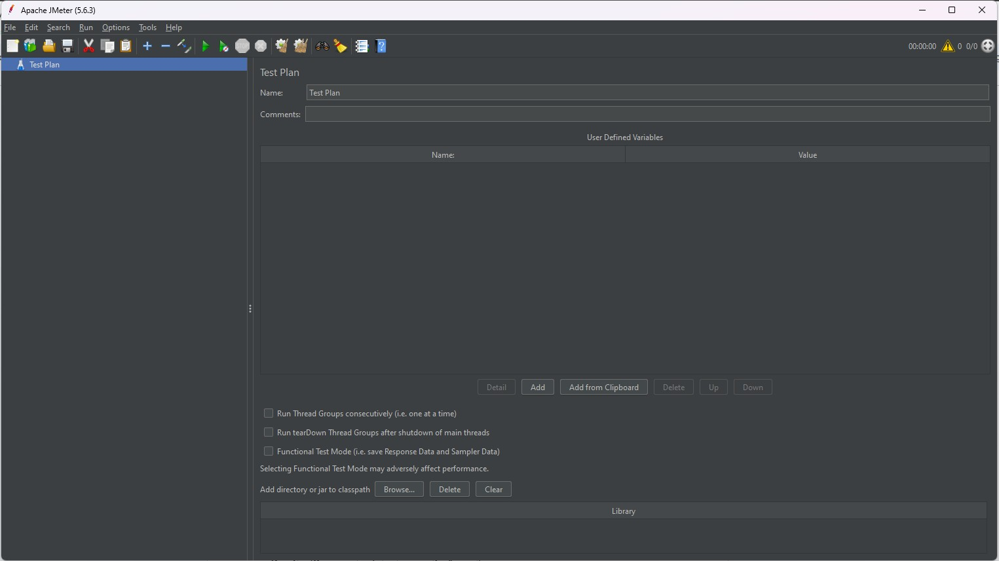 Apache JMeter (5.6.3)
File Edit Search Run Options Tools Help
STOP 00:00:00 0 0/0
Test Plan
Test Plan
Name: Test Plan
Comments:
User Defined Variables
Name: Value
Detail Add Add from Clipboard Delete Up Down
Run Thread Groups consecutively (i.e. one at a time)
Run tearDown Thread Groups after shutdown of main threads
Functional Test Mode (i.e. save Response Data and Sampler Data)
Selecting Functional Test Mode may adversely affect performance.
Add directory or jar to classpath Browse... Delete Clear
Library